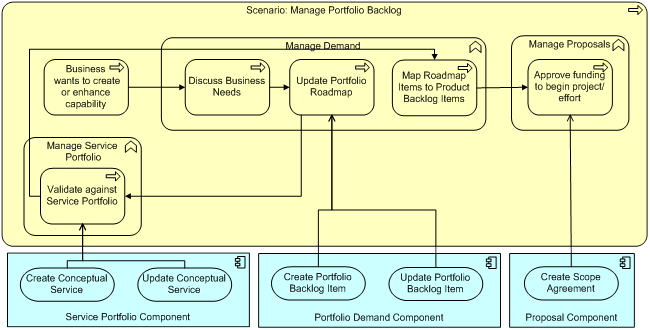 Scenario: Manage Portfolio Backlog
Manage Demand
Manage Proposals
Business
wants to create
or enhance
capability
Discuss Business
Needs
Update Portfolio
Roadmap
Map Roadmap
Items to Product
Backlog Items
Approve funding
to begin project/
effort
Manage Service
Portfolio
Validate against
Service Portfolio
Create Conceptual
Service
Update Conceptual
Service
Service Portfolio Component
Create Portfolio
Backlog Item
Update Portfolio
Backlog Item
Portfolio Demand Component
Create Scope
Agreement
Proposal Component